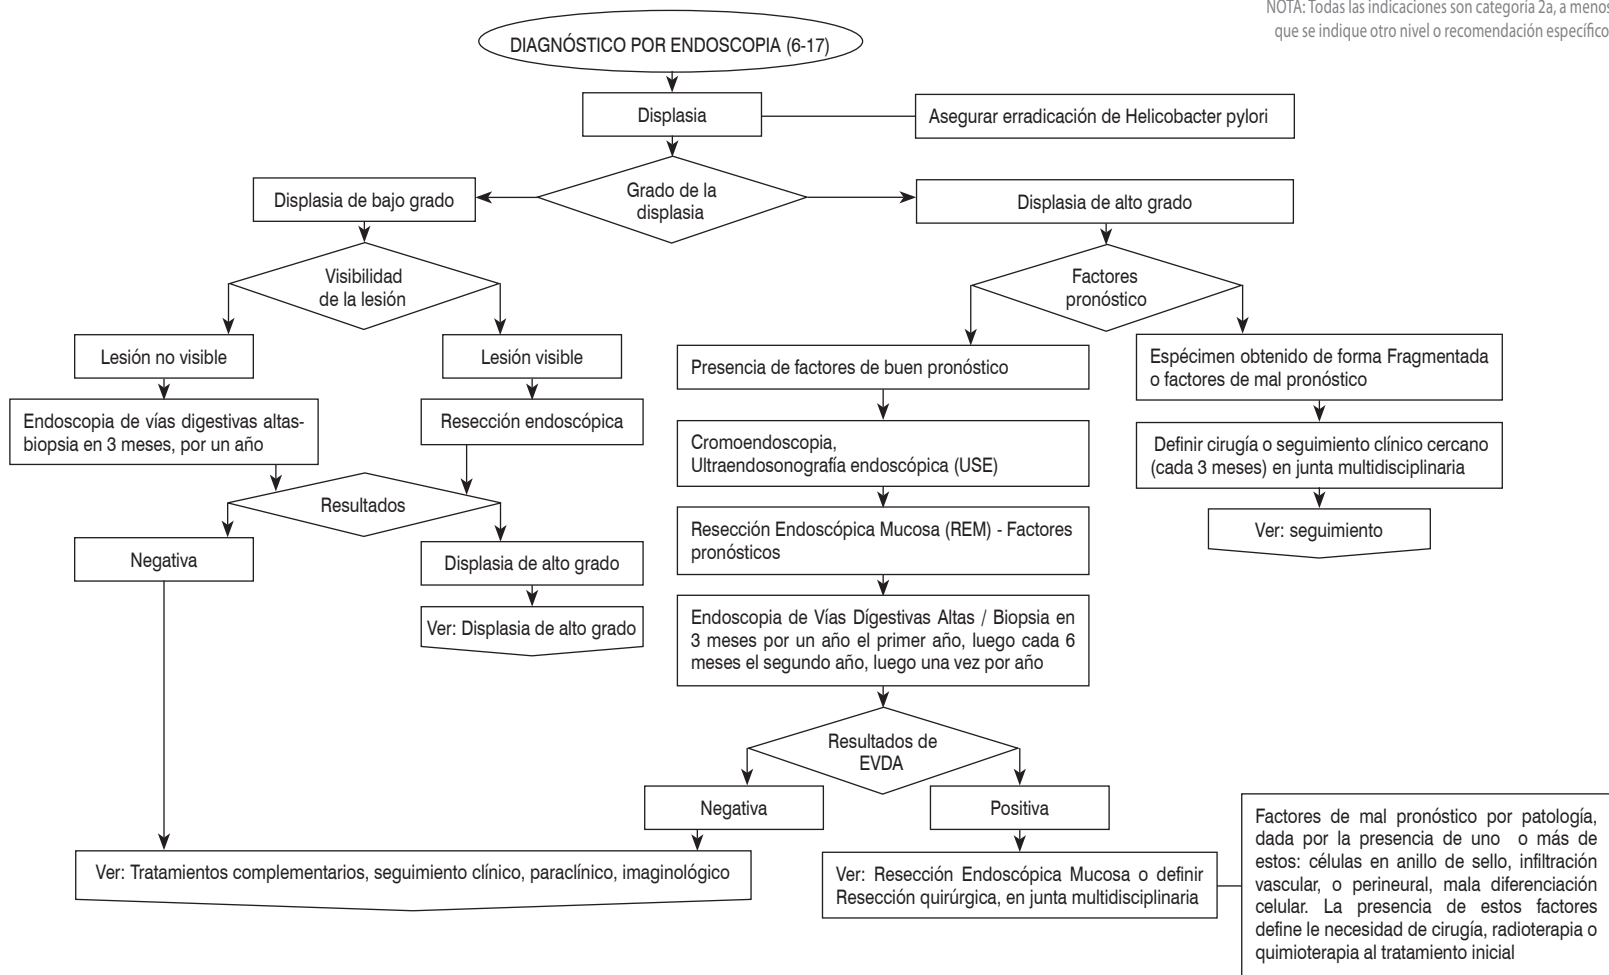 NOTA: Todas las indicaciones son categoría 2a, a menos
que se indique otro nivel o recomendación específico
DIAGNÓSTICO POR ENDOSCOPIA (6-17)
Displasia
Asegurar erradicación de Helicobacter pylori
Grado de la
displasia
Displasia de bajo grado
Displasia de alto grado
Visibilidad
de la lesión
Factores
pronóstico
Lesión no visible
Lesión visible
Presencia de factores de buen pronóstico
Espécimen obtenido de forma Fragmentada
o factores de mal pronóstico
Endoscopia de vías digestivas altas-
biopsia en 3 meses, por un año
Resección endoscópica
Cromoendoscopia,
Ultraendosonografía endoscópica (USE)
Definir cirugía o seguimiento clínico cercano
(cada 3 meses) en junta multidisciplinaria
Resultados
Resección Endoscópica Mucosa (REM) - Factores
pronósticos
Ver: seguimiento
Negativa
Displasia de alto grado
Ver: Displasia de alto grado
Endoscopia de Vías Dígestivas Altas / Biopsia en
3 meses por un año el primer año, luego cada 6
meses el segundo año, luego una vez por año
Resultados de
EVDA
Negativa
Positiva
Ver: Tratamientos complementarios, seguimiento clínico, paraclínico, imaginológico
Ver: Resección Endoscópica Mucosa o definir
Resección quirúrgica, en junta multidisciplinaria
Factores de mal pronóstico por patología,
dada por la presencia de uno o más de
estos: células en anillo de sello, infiltración
vascular, o perineural, mala diferenciación
celular. La presencia de estos factores
define le necesidad de cirugía, radioterapia o
quimioterapia al tratamiento inicial